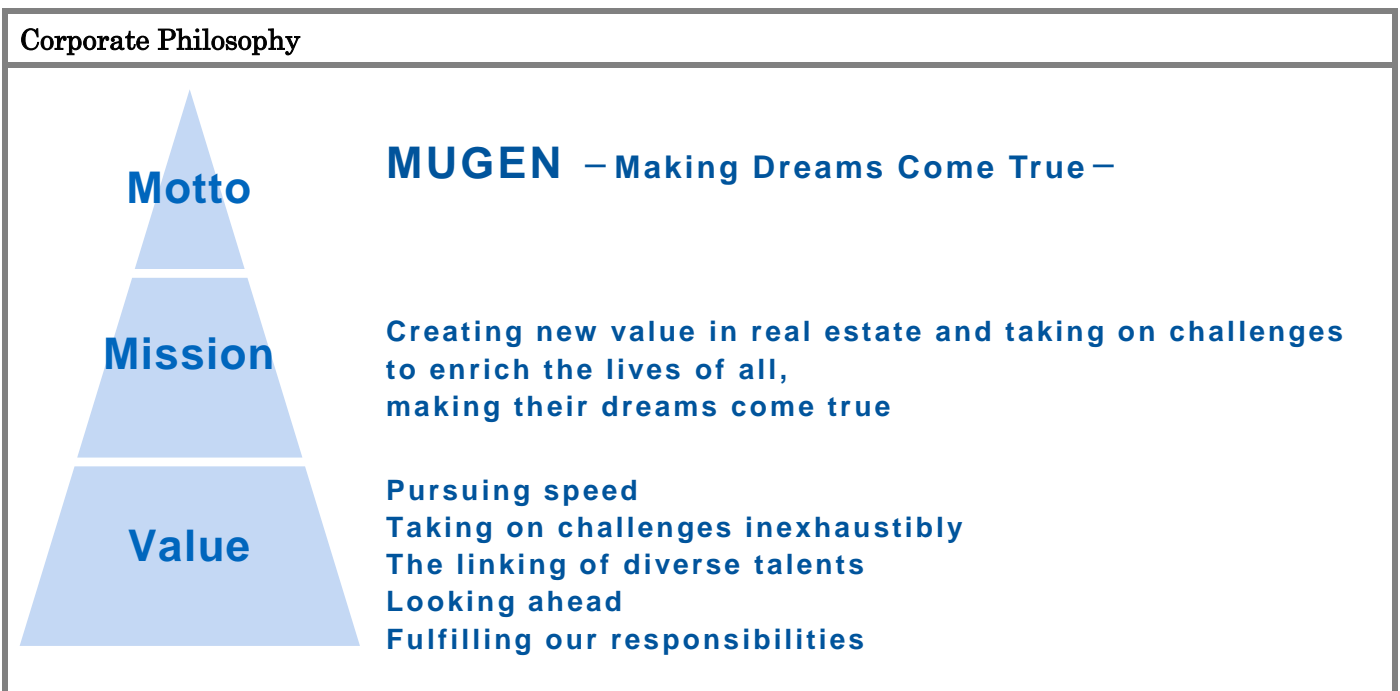 Corporate Philosophy
Motto
MUGEN －Making Dreams Come True－
Mission
Creating new value in real estate and taking on challenges
to enrich the lives of all,
making their dreams come true
Value
Pursuing speed
Taking on challenges inexhaustibly
The linking of diverse talents
Looking ahead
Fulfilling our responsibilities